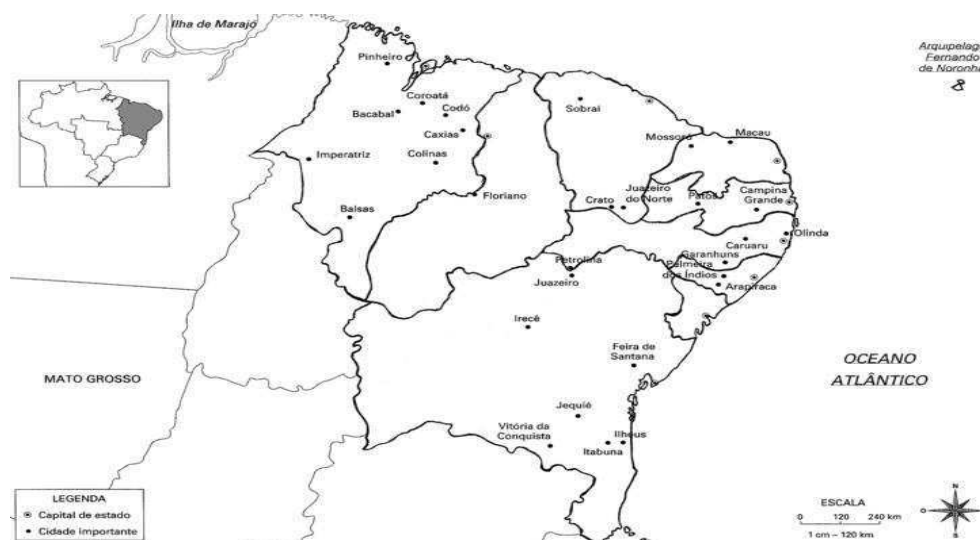 Ilha de Marajó
Arquipelago
Fernando
de Noronha
Pinheiro
Coroatá
Bacabal
Codó
Caxias
Imperatriz
Colinas
Floriano
Balsas
Sobral
Mossoró
Macau
Crato
Juazeiro
do Norte
Patos
Campina
Grande
Olinda
Caruaru
Garanhuns
Palmeira
dos Índios
Arapiraca
Petrolina
Juazeiro
Irecê
Feira de
Santana
MATO GROSSO
OCEANO
ATLÂNTICO
Jequié
Vitória da
Conquista
Ilheus
Itabuna
LEGENDA
Capital de estado
Cidade importante
ESCALA
0 120 240 km
1 cm – 120 km
N
O
S